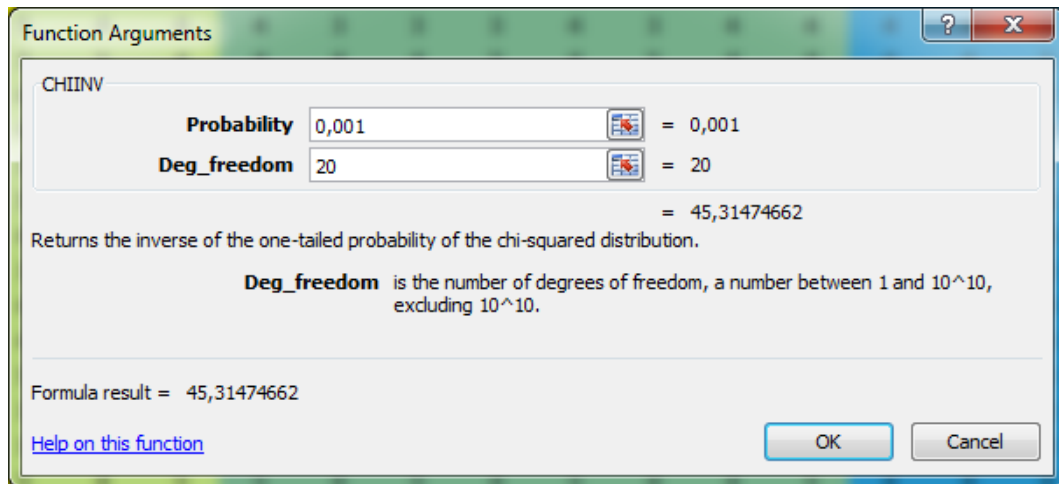 Function Arguments
CHIINV
Probability 0,001 = 0,001
Deg_freedom 20 = 20
= 45,31474662
Returns the inverse of the one-tailed probability of the chi-squared distribution.
Deg_freedom is the number of degrees of freedom, a number between 1 and 10^10,
excluding 10^10.
Formula result = 45,31474662
Help on this function OK Cancel